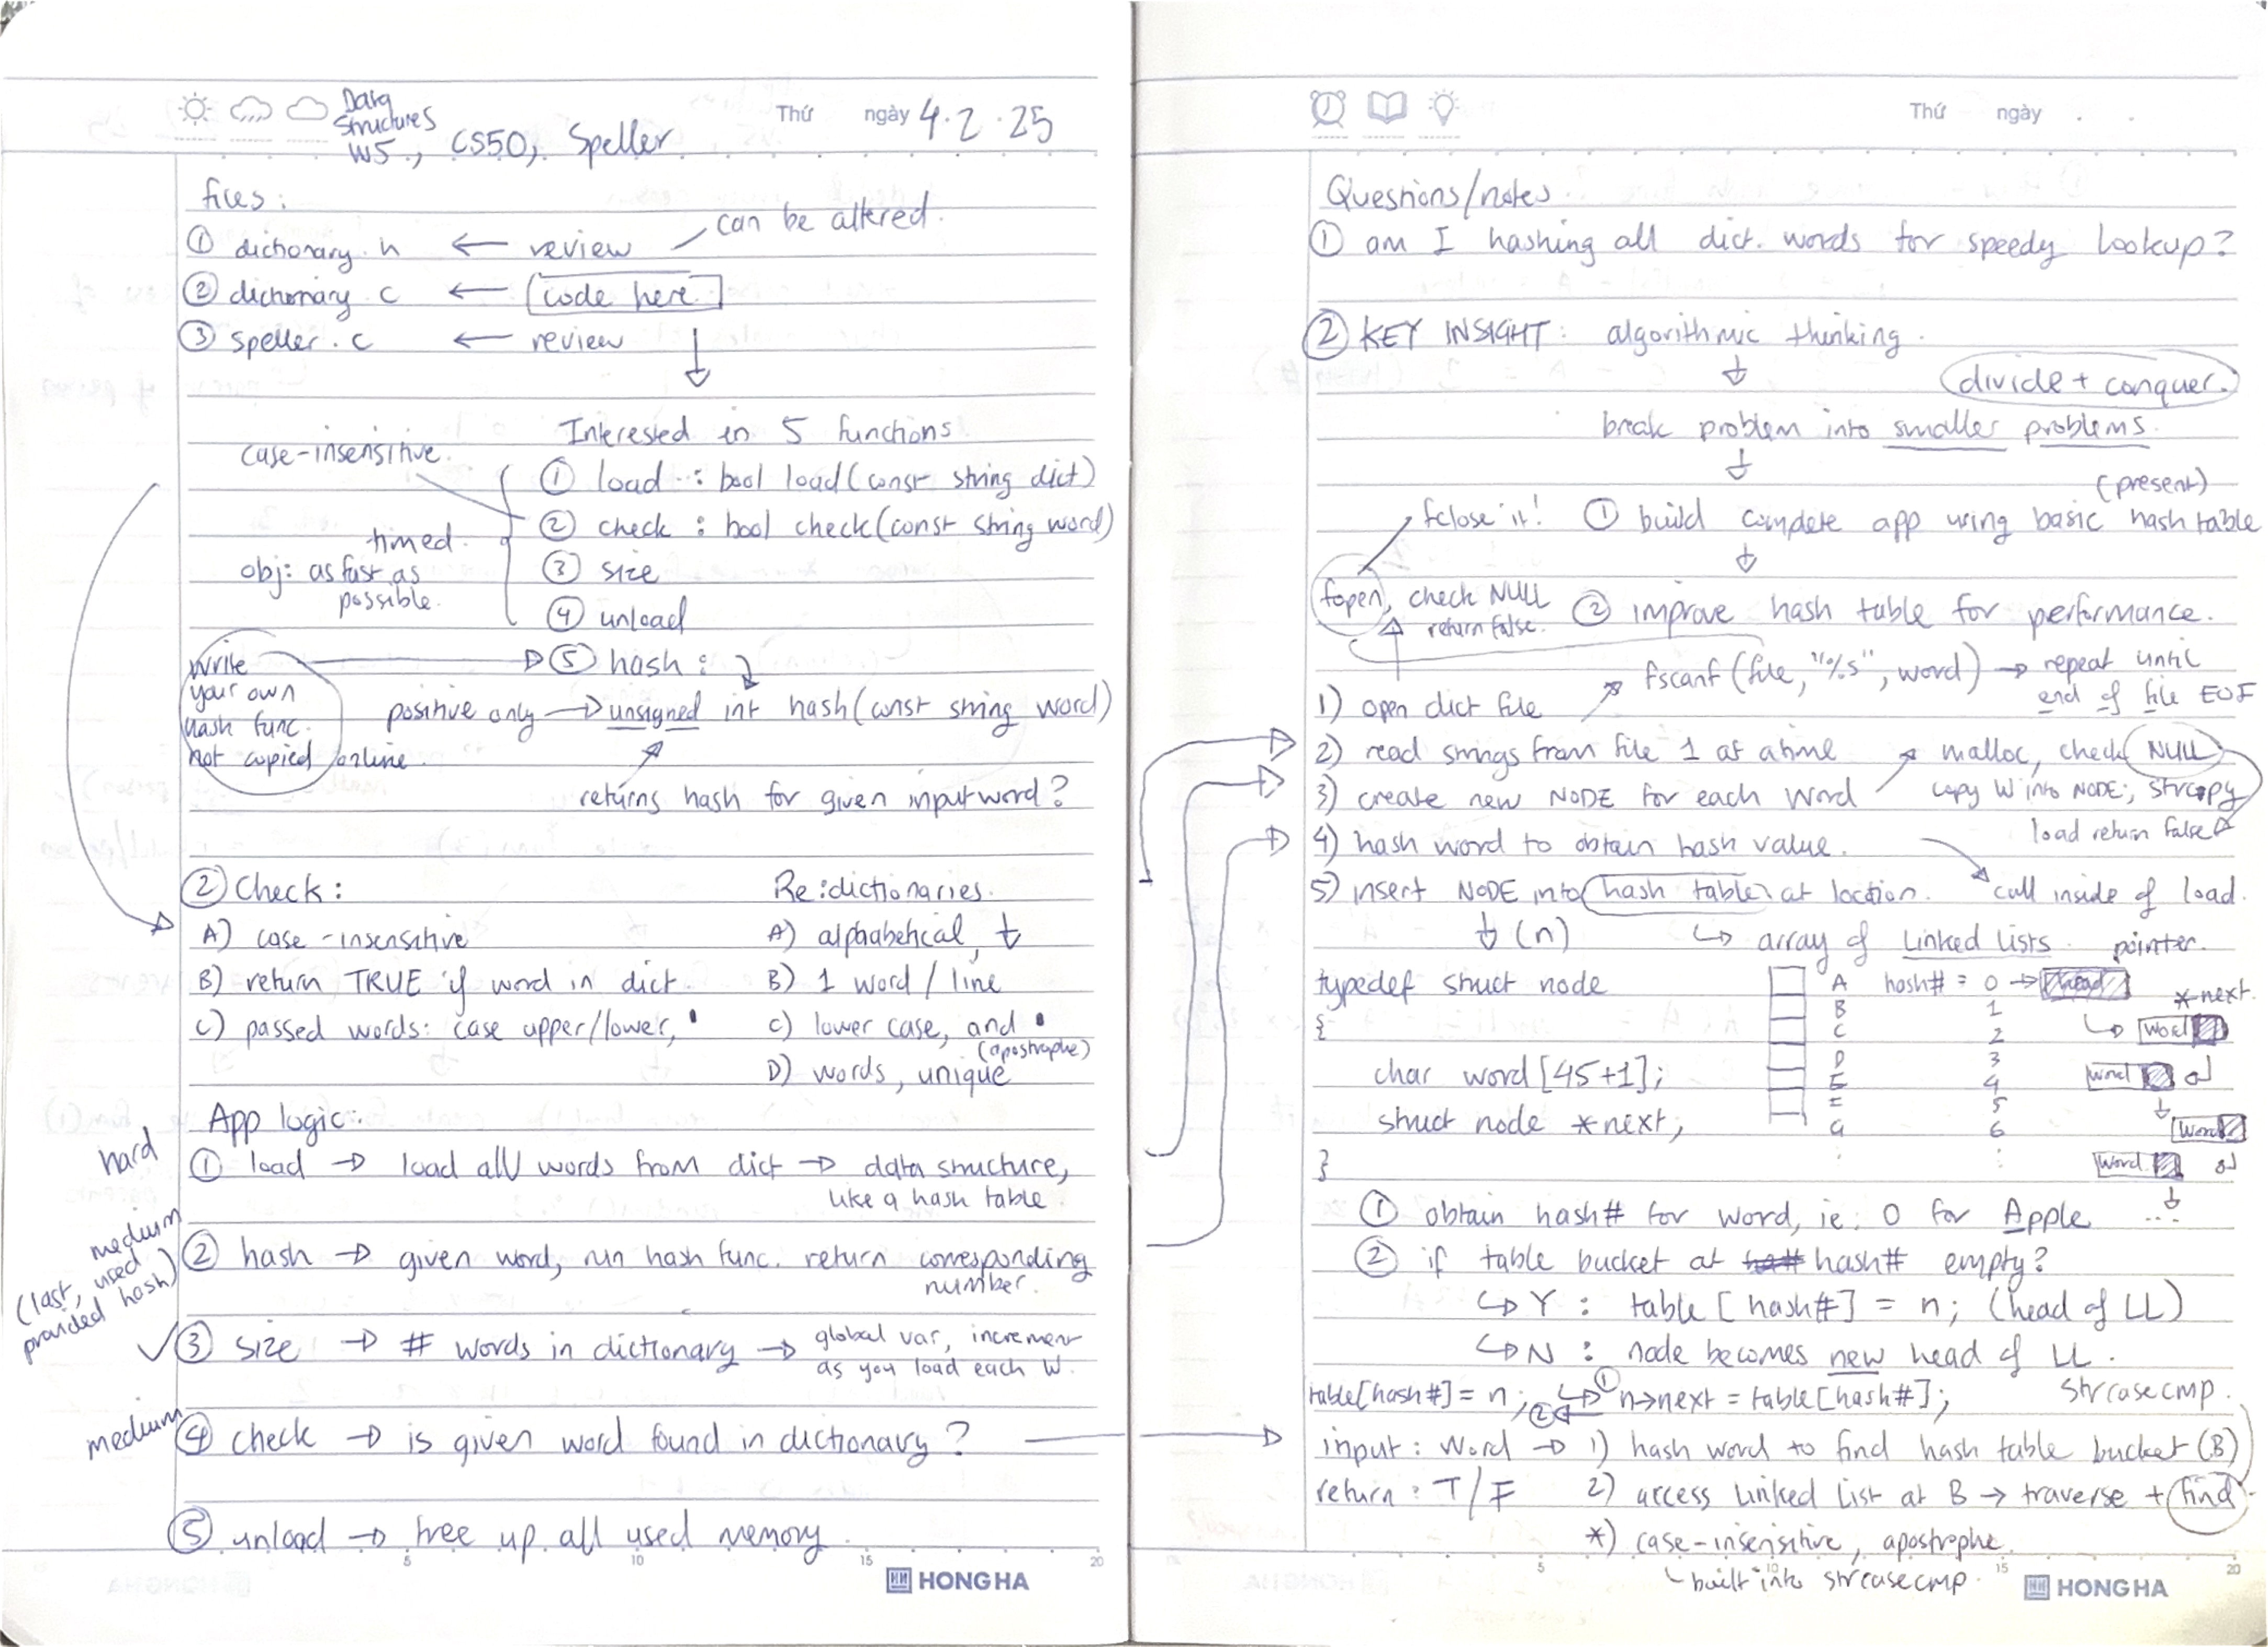 Data
Structures
W5., CS50, Speller
Thứ ngày 4.2.25
files:
can be altered.
① dictionary.h ← review
② dictionary.c ← [code here]
③ speller.c ← review
Interested in 5 functions
case-insensitive.
① load : bool load(const string dict)
② check : bool check(const string word)
timed.
obj: as fast as
possible.
③ size
④ unload
write
your own
hash func.
not copied online.
⑤ hash :
positive only → unsigned int hash(const string word)
returns hash for given input word?
② Check:
A) case-insensitive
B) return TRUE if word in dict.
C) passed words: case upper/lower, '
Re: dictionaries.
A) alphabetical, ↓
B) 1 word / line
C) lower case, and '
(apostrophe)
D) words, unique
App logic:
hard
① load → load all words from dict → data structure,
like a hash table.
medium
(last, used
provided hash)
② hash → given word, run hash func. return corresponding
number.
✓ ③ size → # words in dictionary → global var, increment
as you load each W.
medium
④ check → is given word found in dictionary?
⑤ unload → free up all used memory.
5 10 15 20
HONG HA
Thứ ngày . .
Questions/notes
① am I hashing all dict. words for speedy lookup?
② KEY INSIGHT: algorithmic thinking.
↓
divide + conquer.
break problem into smaller problems.
↓
(present)
fclose it! ① build complete app using basic hash table
↓
fopen, check NULL
return false.
② improve hash table for performance.
fscanf(file, "%s", word) → repeat until
end of file EOF
1) open dict file
2) read strings from file 1 at a time
malloc, check NULL
3) create new NODE for each word
copy W into NODE; strcpy
load return false
4) hash word to obtain hash value.
5) insert NODE into hash table at location.
call inside of load.
↓ (n)
↳ array of Linked Lists.
pointer.
typedef struct node
{
char word[45+1];
struct node *next;
}
A hash# = 0 → head
*next.
B 1
↳ word
C 2
D 3
word
E 4
F 5
word
G 6
word
: :
...
① obtain hash# for word, ie: 0 for Apple
② if table bucket at hash# empty?
↳ Y : table[hash#] = n; (head of LL)
↳ N : node becomes new head of LL.
table[hash#] = n; ② ← ↳ ① n→next = table[hash#];
strcasecmp.
input: word → 1) hash word to find hash table bucket (B)
return: T/F 2) access Linked List at B → traverse + find.
*) case-insensitive, apostrophe.
↳ built into strcasecmp.
5 10 15 20
HONG HA